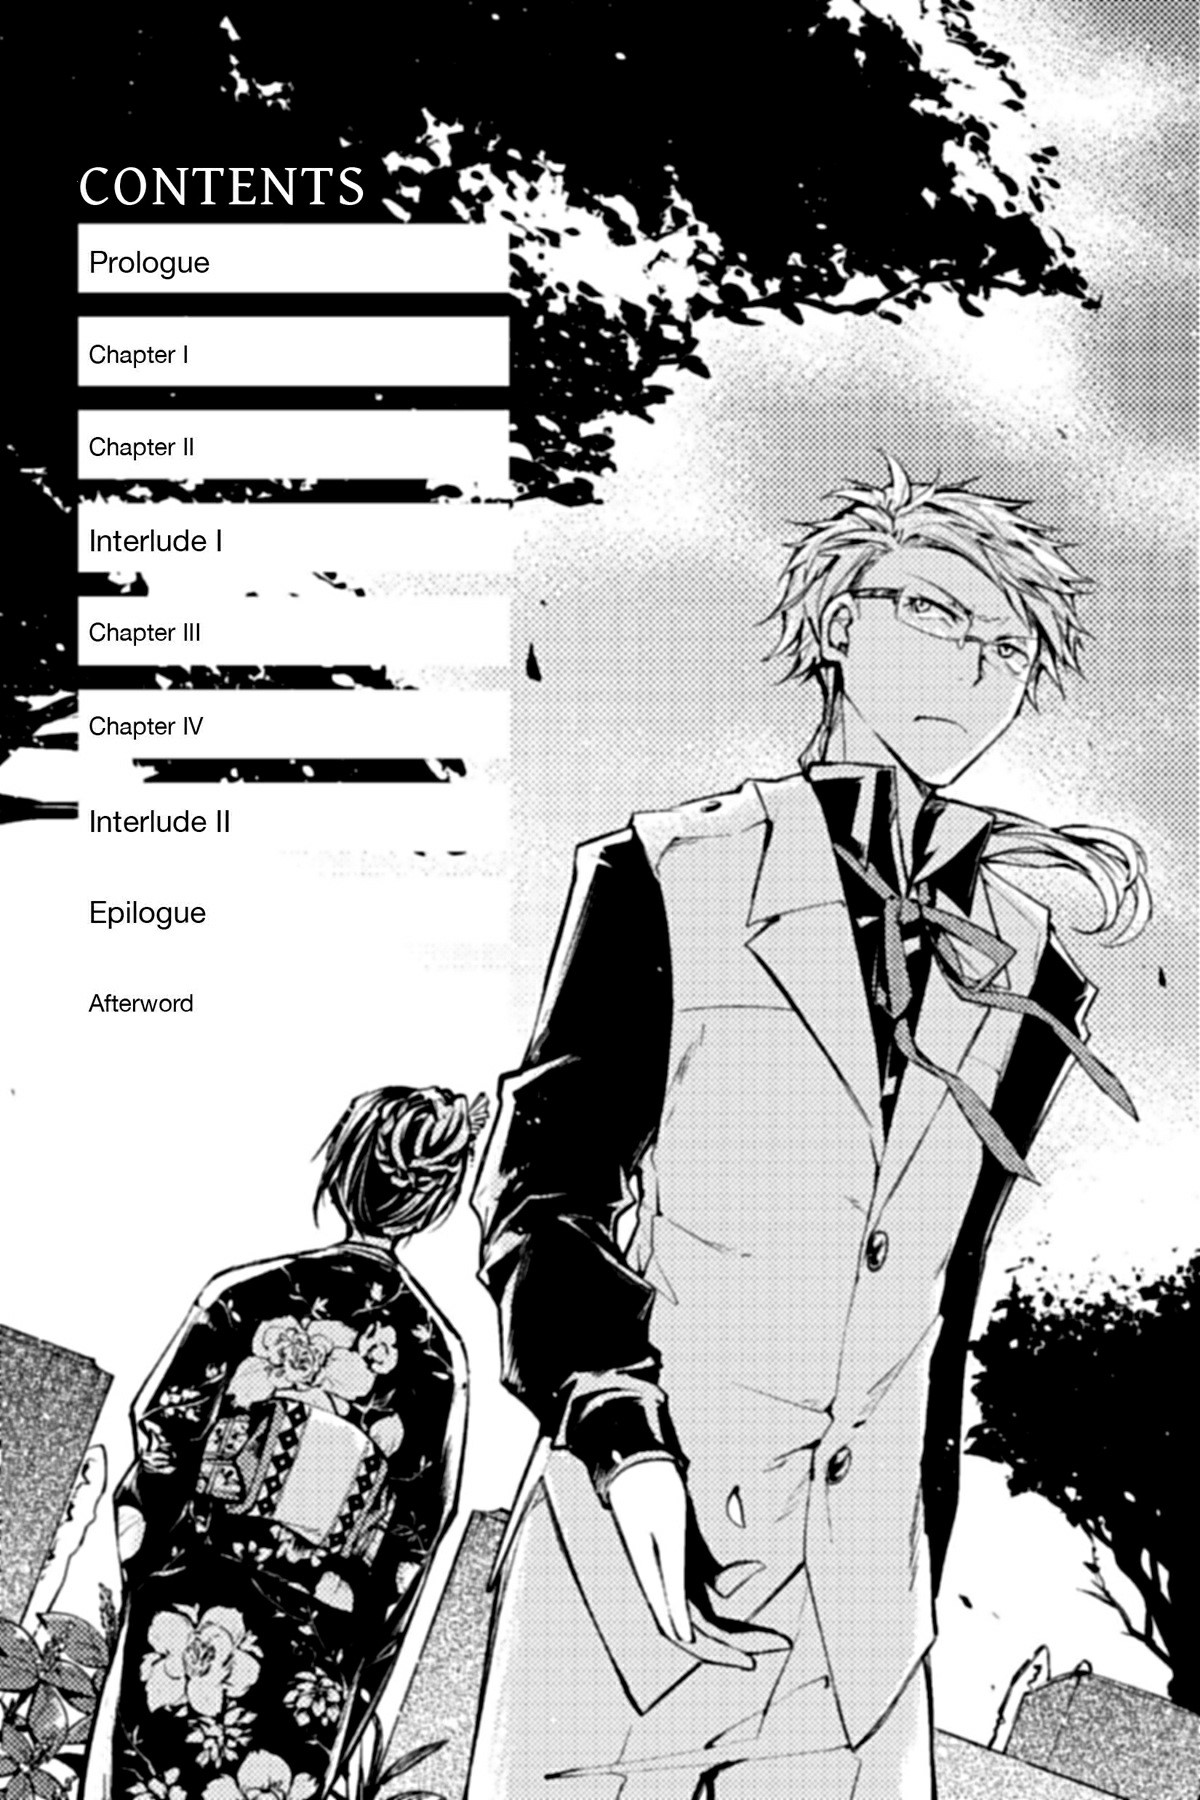 CONTENTS
Prologue
Chapter I
Chapter II
Interlude I
Chapter III
Chapter IV
Interlude II
Epilogue
Afterword